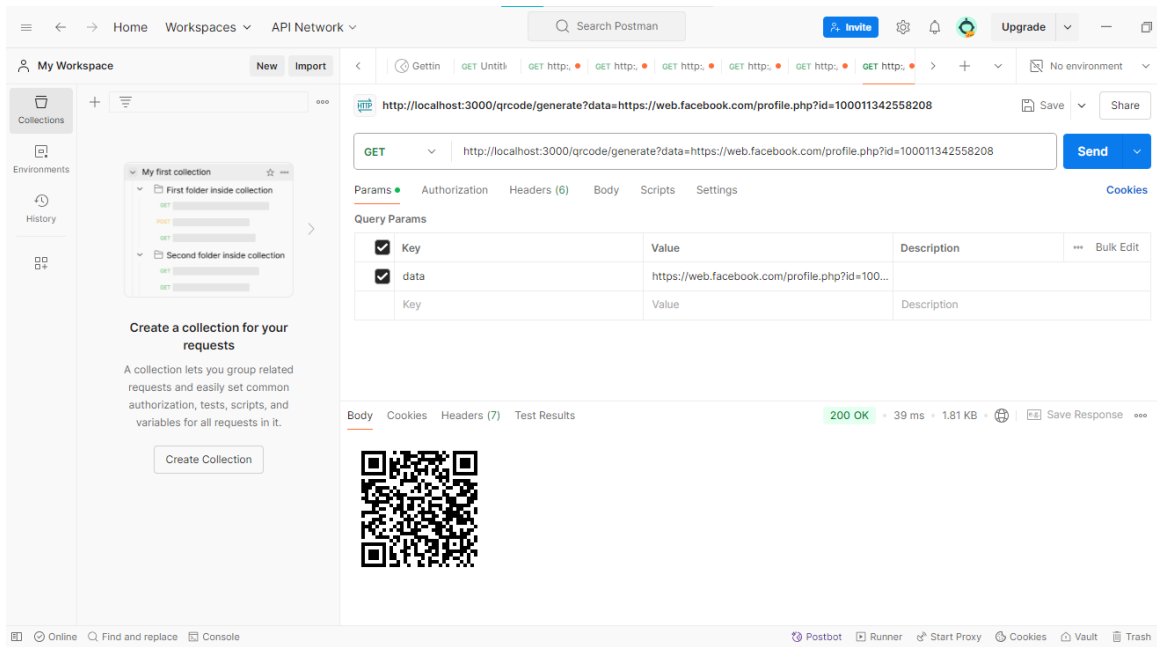 Home Workspaces API Network Search Postman Invite Upgrade
My Workspace New Import Gettin GET Untitl GET http:, GET http:, GET http:, GET http:, GET http:, GET http:, No environment
Collections
Environments
History
My first collection
First folder inside collection
GET
POST
GET
Second folder inside collection
GET
GET
Create a collection for your
requests
A collection lets you group related
requests and easily set common
authorization, tests, scripts, and
variables for all requests in it.
Create Collection
HTTP http://localhost:3000/qrcode/generate?data=https://web.facebook.com/profile.php?id=100011342558208 Save Share
GET http://localhost:3000/qrcode/generate?data=https://web.facebook.com/profile.php?id=100011342558208 Send
Params Authorization Headers (6) Body Scripts Settings Cookies
Query Params
Key Value Description Bulk Edit
data https://web.facebook.com/profile.php?id=100...
Key Value Description
Body Cookies Headers (7) Test Results 200 OK 39 ms 1.81 KB Save Response
Online Find and replace Console Postbot Runner Start Proxy Cookies Vault Trash